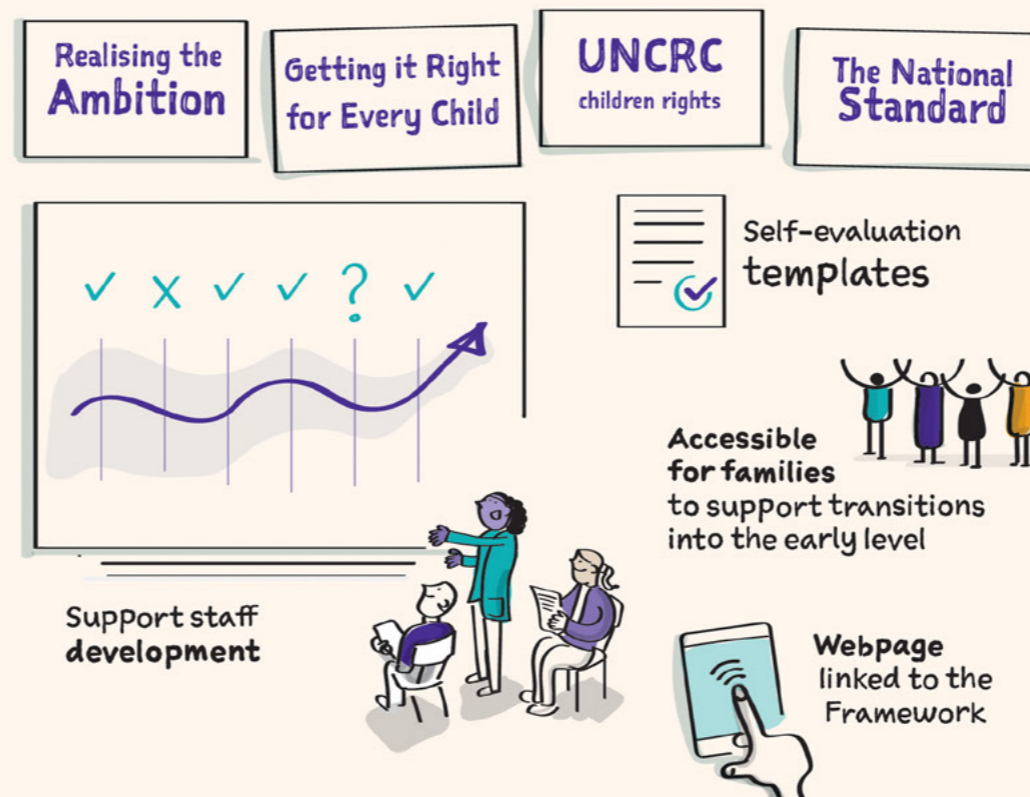 Realising the
Ambition
Getting it Right
for Every Child
UNCRC
children rights
The National
Standard
Self-evaluation
templates
Accessible
for families
to support transitions
into the early level
Support staff
development
Webpage
linked to the
Framework